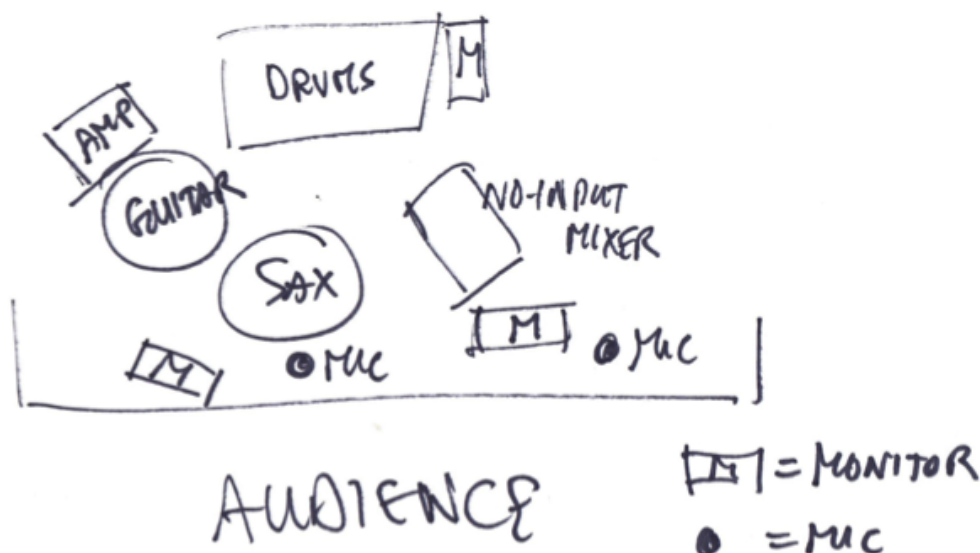 M
DRUMS
AMP
GUITAR
NO-INPUT
MIXER
SAX
M
MIC
M
MIC
AUDIENCE
M = MONITOR
= MIC